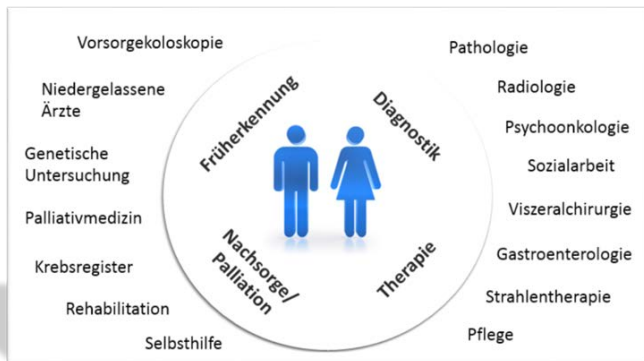 Vorsorgekoloskopie
Niedergelassene
Ärzte
Genetische
Untersuchung
Palliativmedizin
Krebsregister
Rehabilitation
Selbsthilfe
Früherkennung
Diagnostik
Nachsorge/
Palliation
Therapie
Pathologie
Radiologie
Psychoonkologie
Sozialarbeit
Viszeralchirurgie
Gastroenterologie
Strahlentherapie
Pflege